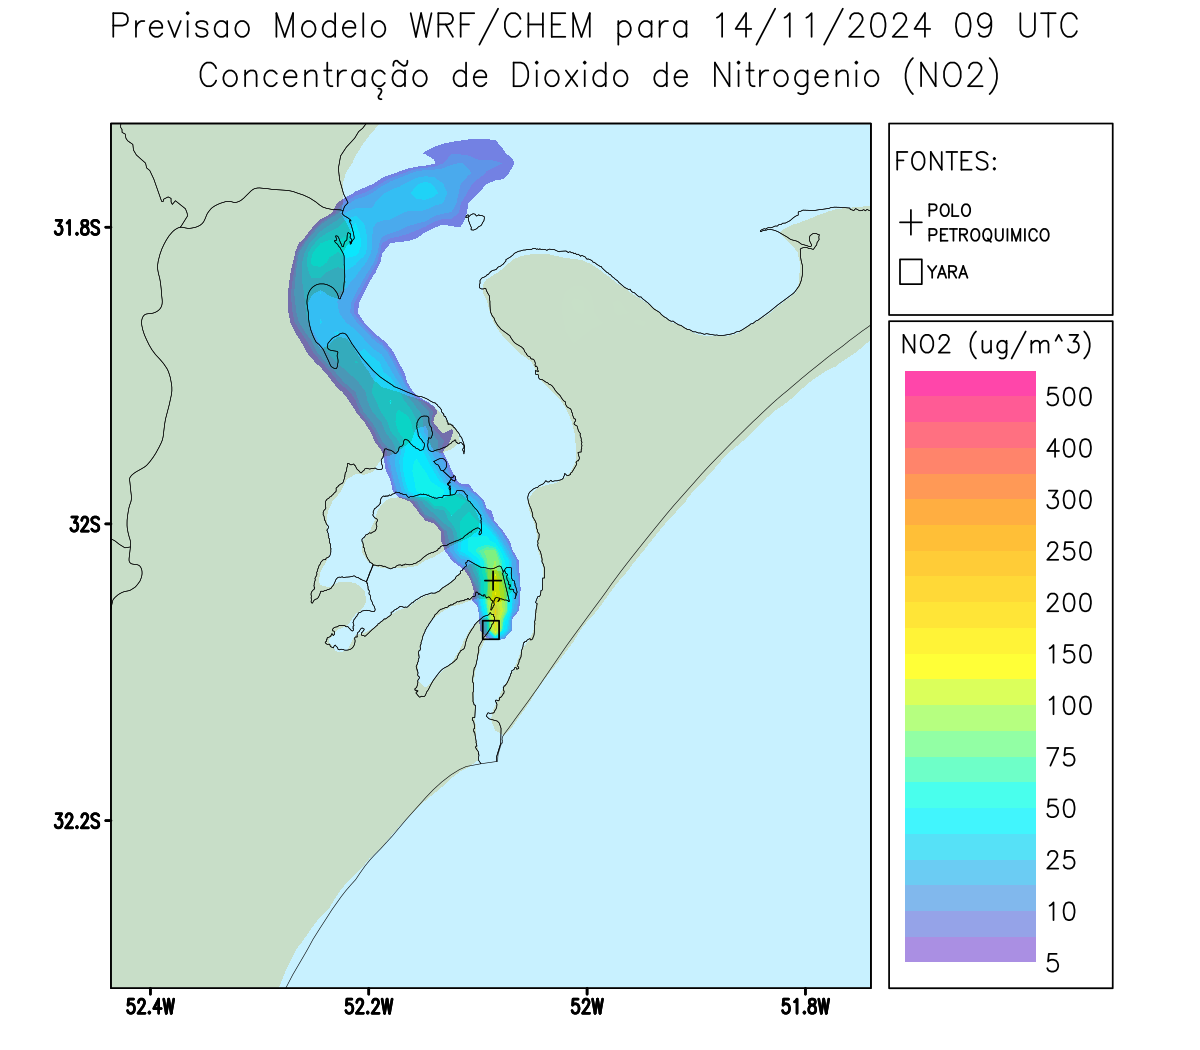 Previsao Modelo WRF/CHEM para 14/11/2024 09 UTC
Concentração de Dioxido de Nitrogenio (NO2)
FONTES:
POLO
PETROQUIMICO
YARA
NO2 (ug/m^3)
500
400
300
250
200
150
100
75
50
25
10
5
31.8S
32S
32.2S
52.4W
52.2W
52W
51.8W